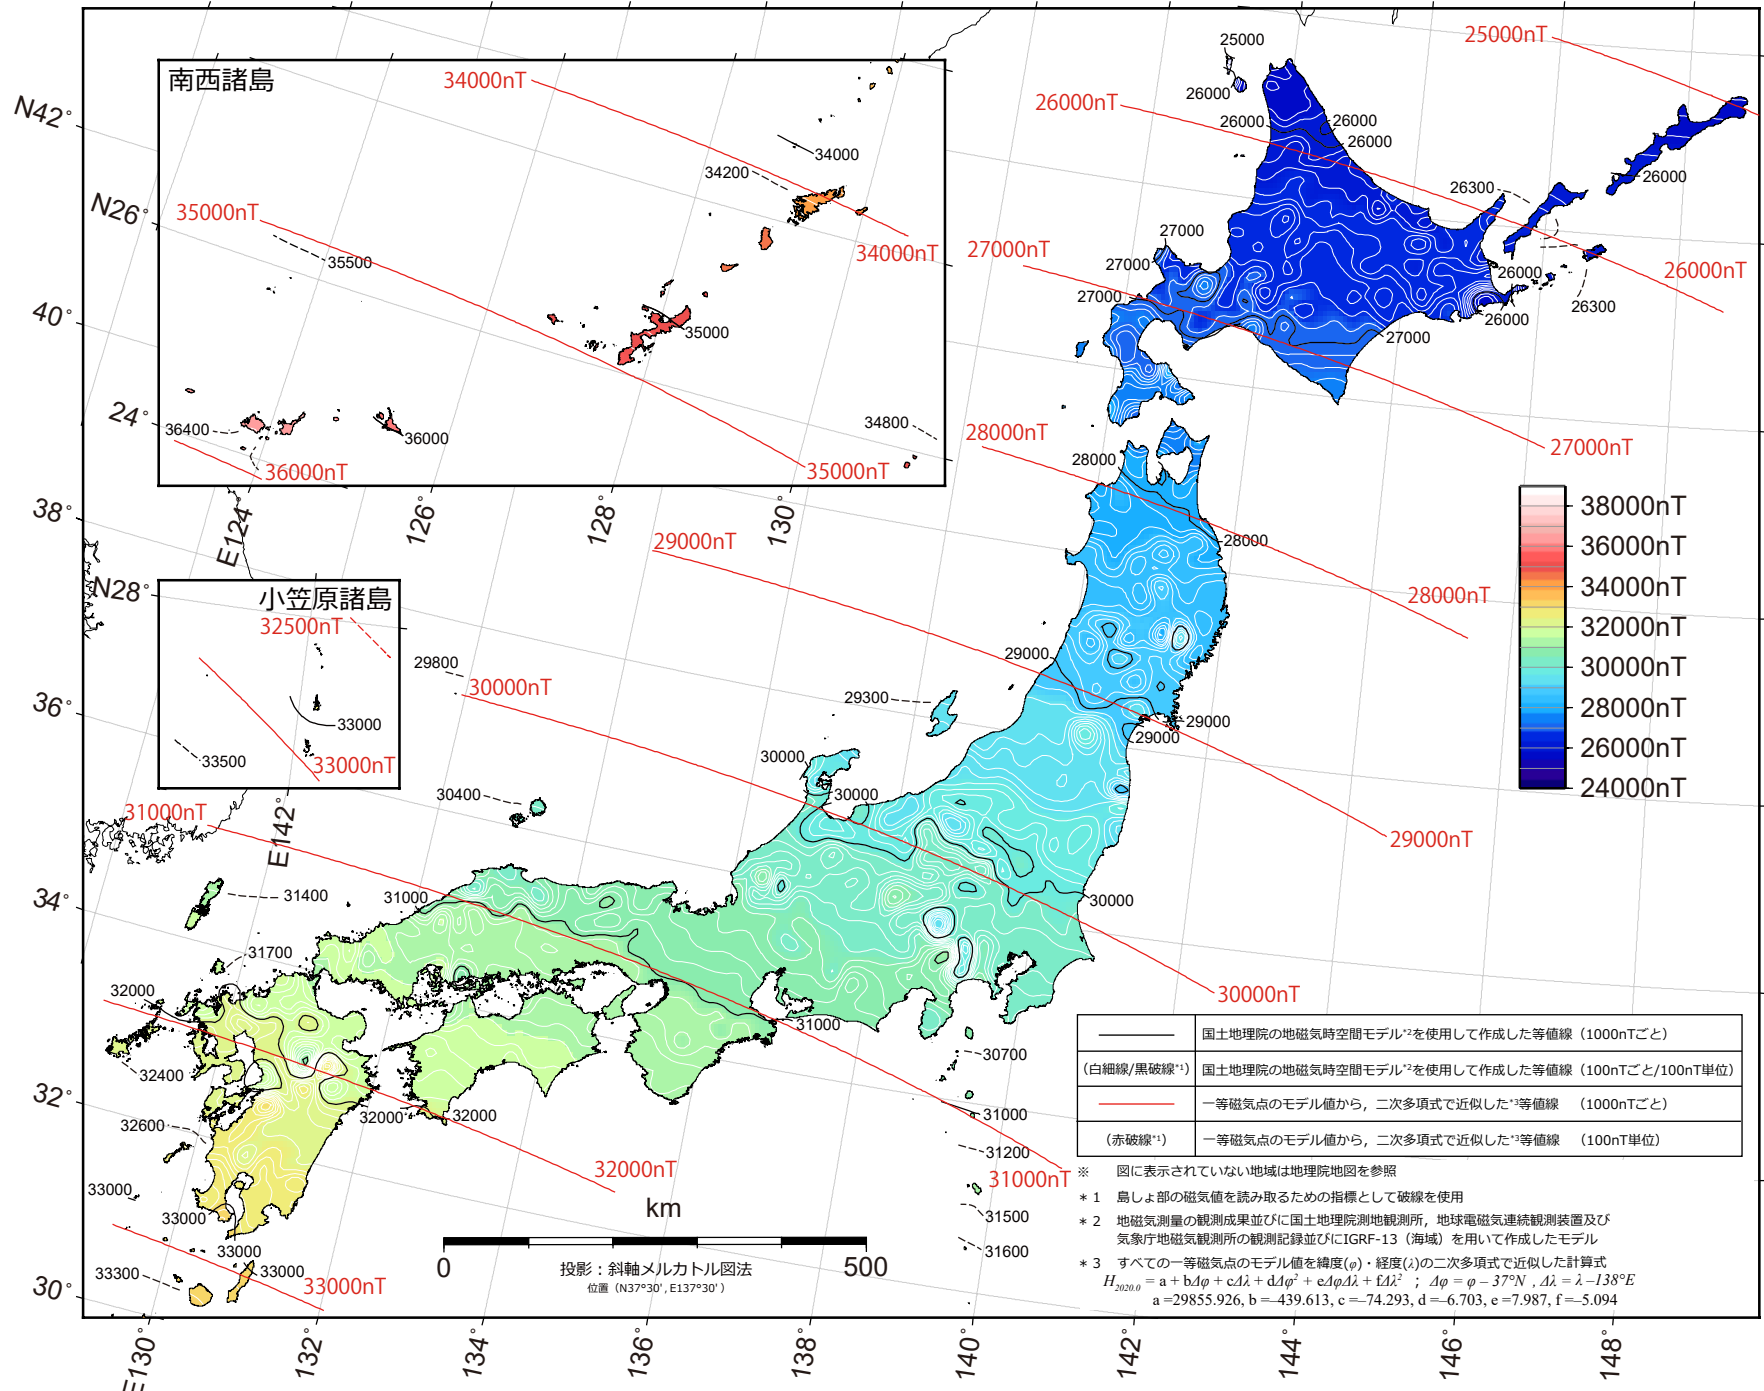 南西諸島
34000nT
34000
34200
35000nT
34000nT
35500
35000
34800
36400
36000
36000nT
35000nT
N42°
N26°
40°
24°
38°
N28°
36°
34°
32°
30°
E124°
126°
128°
130°
小笠原諸島
32500nT
33000
33500
33000nT
E142°
25000
25000nT
26000
26000nT
26000
26000
26000
26300
26000
27000
27000nT
27000
26000
26000nT
27000
26000
26300
27000
27000nT
28000nT
28000
28000
28000nT
29000nT
29000
29800
30000nT
29300
29000
29000
30000
30400
30000
29000nT
31000nT
31400
31000
30000
31700
32000
30000nT
31000
32400
30700
32000
32000
31000
32600
31200
32000nT
31000nT
33000
33000
31500
33000
31600
33300
33000
33000nT
38000nT
36000nT
34000nT
32000nT
30000nT
28000nT
26000nT
24000nT
km
0 500
投影：斜軸メルカトル図法
位置（N37°30′, E137°30′）
国土地理院の地磁気時空間モデル*2を使用して作成した等値線（1000nTごと）
(白細線/黒破線*1) 国土地理院の地磁気時空間モデル*2を使用して作成した等値線（100nTごと/100nT単位）
一等磁気点のモデル値から，二次多項式で近似した*3等値線 （1000nTごと）
(赤破線*1) 一等磁気点のモデル値から，二次多項式で近似した*3等値線 （100nT単位）
※ 図に表示されていない地域は地理院地図を参照
＊1 島しょ部の磁気値を読み取るための指標として破線を使用
＊2 地磁気測量の観測成果並びに国土地理院測地観測所，地球電磁気連続観測装置及び
気象庁地磁気観測所の観測記録並びにIGRF-13（海域）を用いて作成したモデル
＊3 すべての一等磁気点のモデル値を緯度(φ)・経度(λ)の二次多項式で近似した計算式
H2020.0 = a + bΔφ + cΔλ + dΔφ² + eΔφΔλ + fΔλ² ； Δφ = φ – 37°N , Δλ = λ –138°E
a =29855.926, b =–439.613, c =–74.293, d =–6.703, e =7.987, f =–5.094
E130°
132°
134°
136°
138°
140°
142°
144°
146°
148°